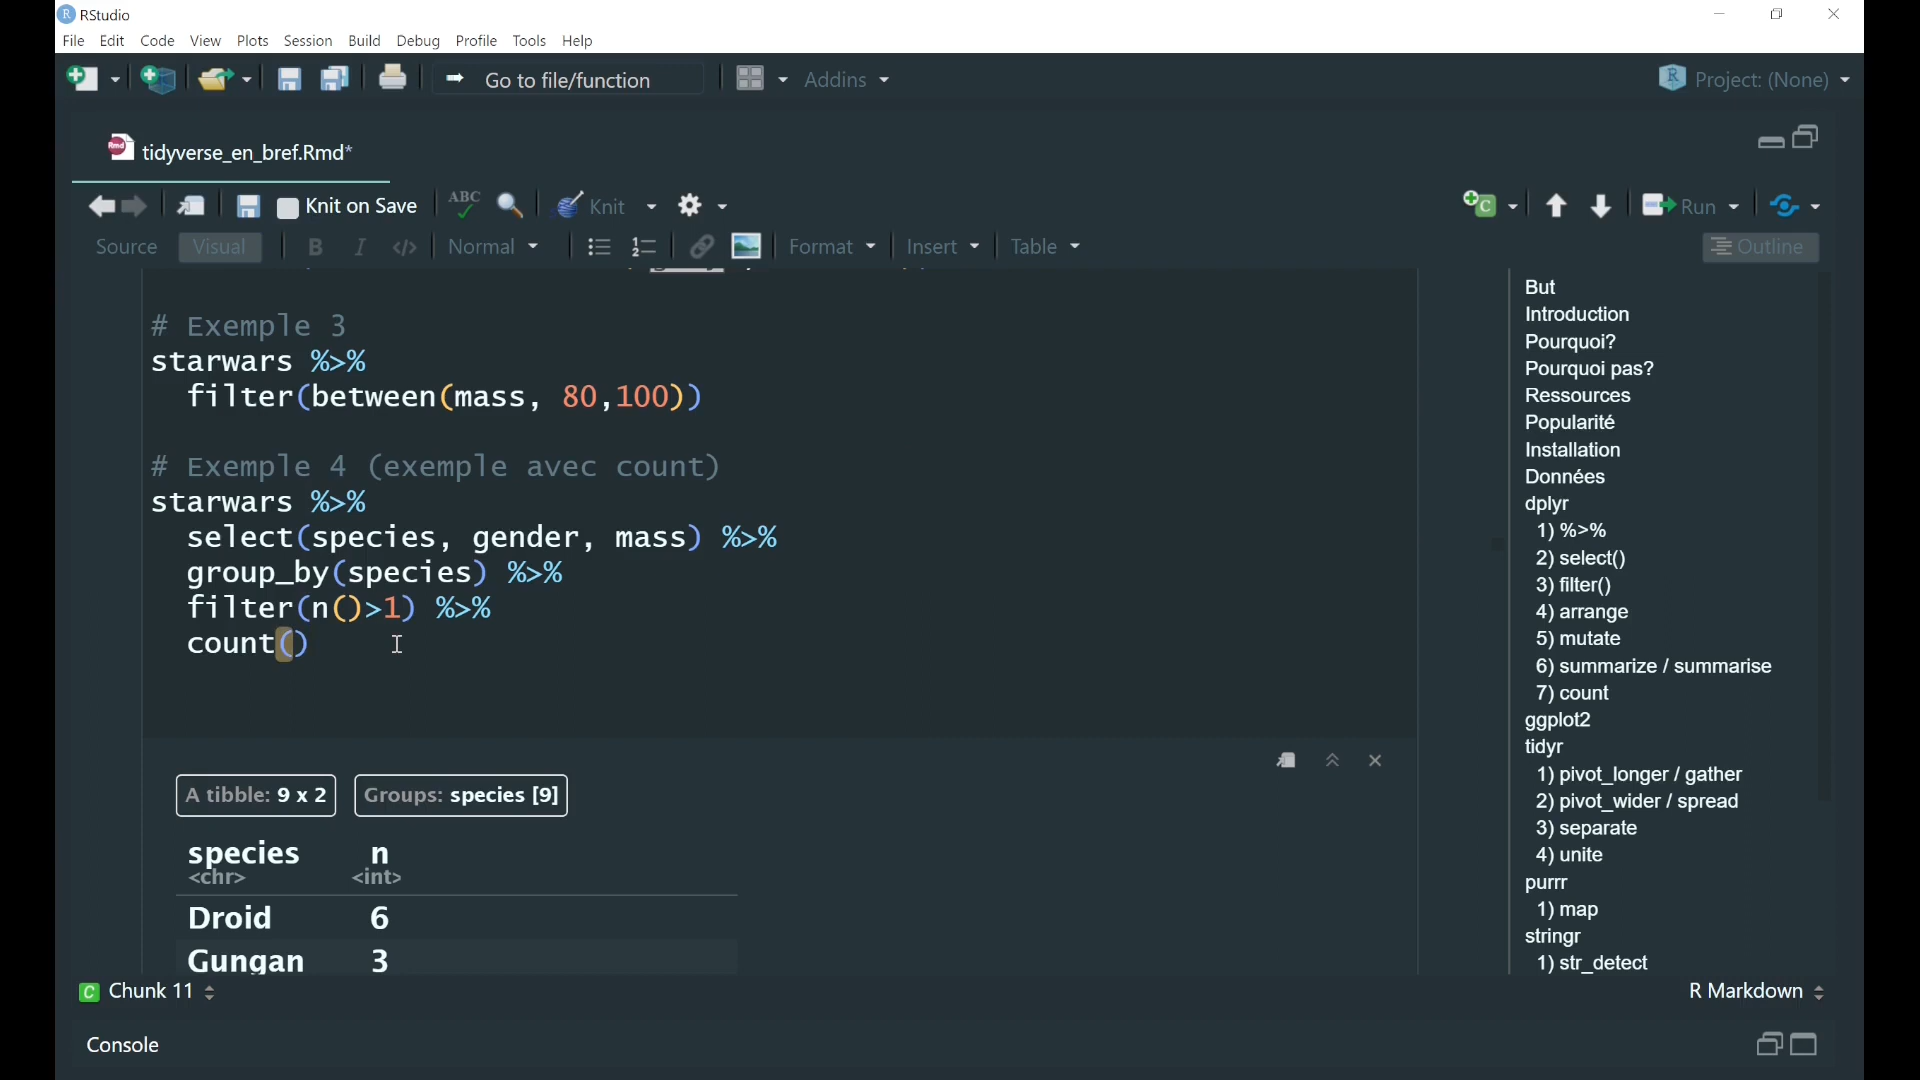 RStudio
File Edit Code View Plots Session Build Debug Profile Tools Help
Go to file/function Addins Project: (None)
tidyverse_en_bref.Rmd*
Knit on Save ABC Knit Run
Source Visual B I </> Normal Format Insert Table Outline
# Exemple 3
starwars %>%
filter(between(mass, 80,100))
# Exemple 4 (exemple avec count)
starwars %>%
select(species, gender, mass) %>%
group_by(species) %>%
filter(n()>1) %>%
count()
A tibble: 9 x 2 Groups: species [9]
species n
<chr> <int>
Droid 6
Gungan 3
But
Introduction
Pourquoi?
Pourquoi pas?
Ressources
Popularité
Installation
Données
dplyr
1) %>%
2) select()
3) filter()
4) arrange
5) mutate
6) summarize / summarise
7) count
ggplot2
tidyr
1) pivot_longer / gather
2) pivot_wider / spread
3) separate
4) unite
purrr
1) map
stringr
1) str_detect
C Chunk 11 R Markdown
Console